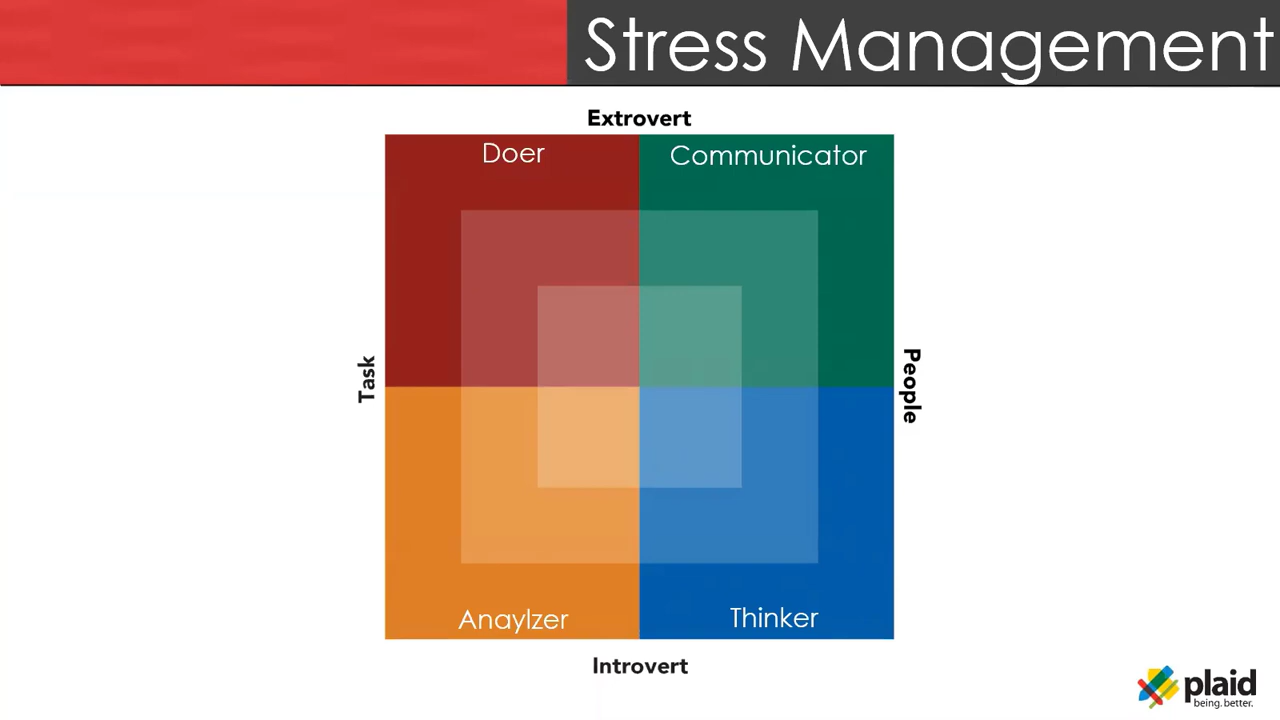 Stress Management
Extrovert
Doer
Communicator
Task
People
Anaylzer
Thinker
Introvert
plaid
being. better.